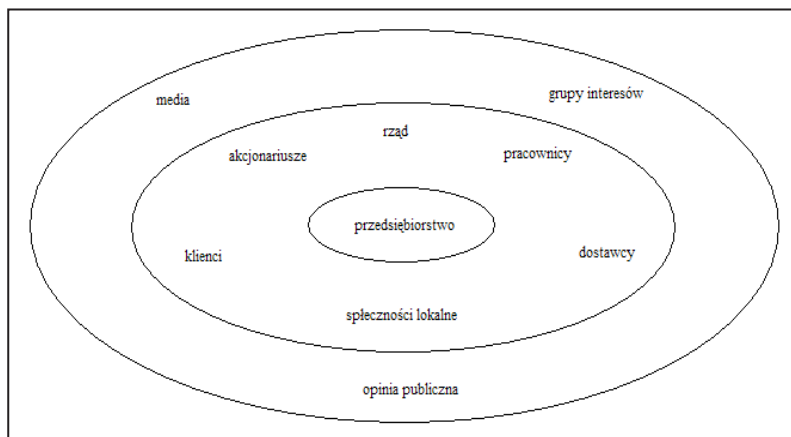 media
grupy interesów
rząd
akcjonariusze
pracownicy
przedsiębiorstwo
klienci
dostawcy
spłeczności lokalne
opinia publiczna